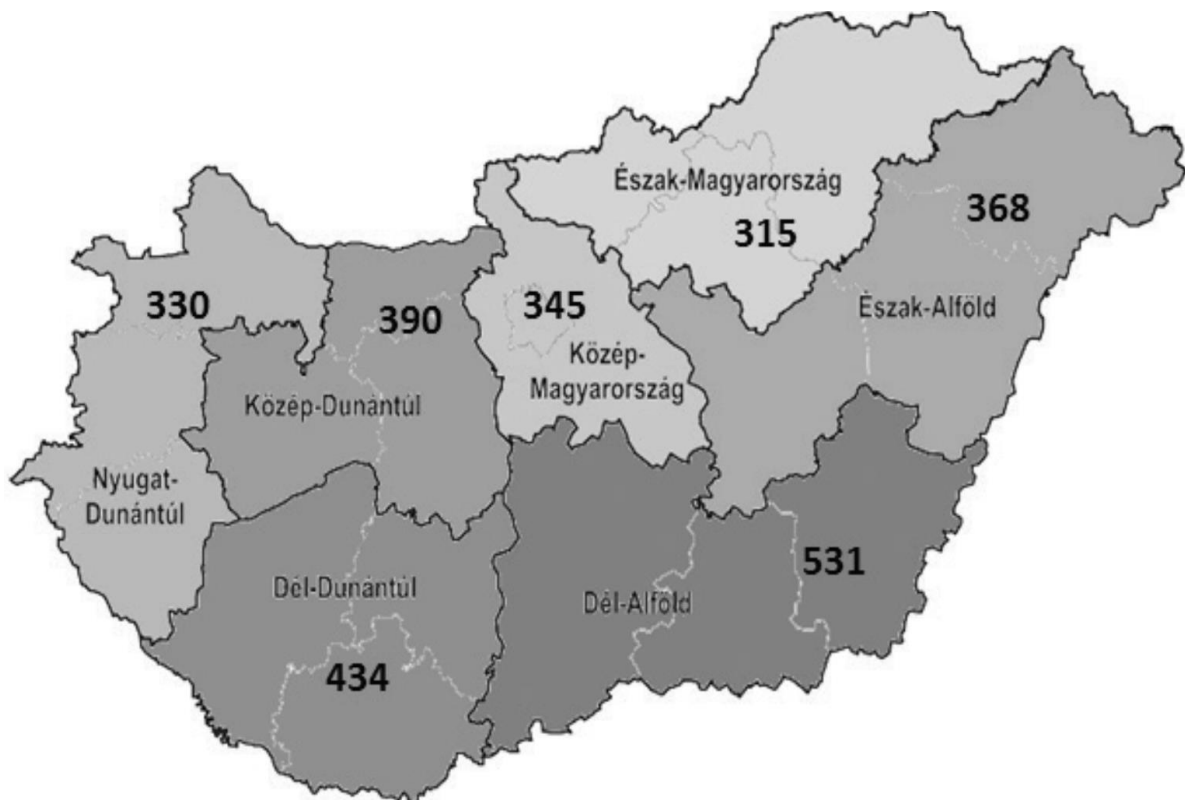 Észak-Magyarország
315
368
330
390
345
Észak-Alföld
Közép-
Magyarország
Közép-Dunántúl
Nyugat-
Dunántúl
531
Dél-Dunántúl
Dél-Alföld
434